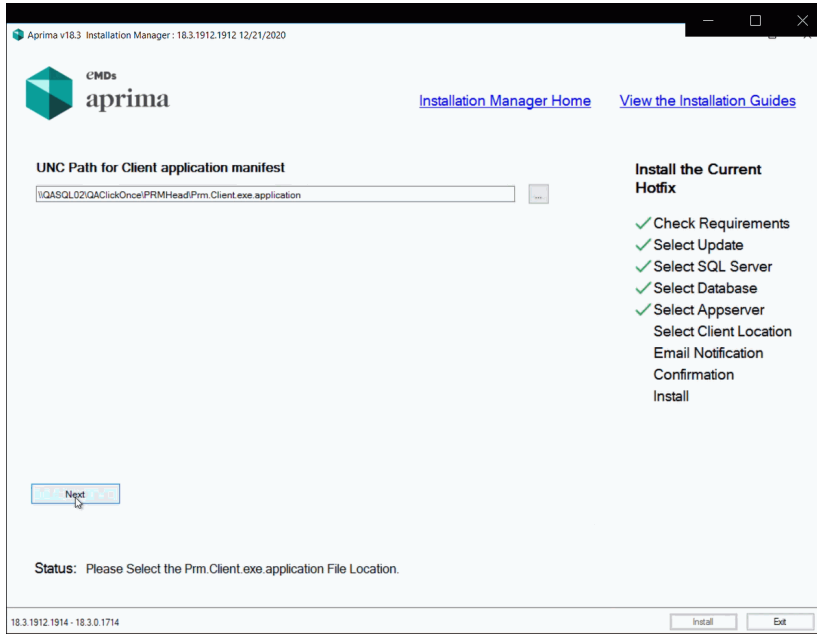 Aprima v18.3 Installation Manager : 18.3.1912.1912 12/21/2020
eMDs
aprima
Installation Manager Home
View the Installation Guides
UNC Path for Client application manifest
\\QASQL02\QAClickOnce\PRMHead\Prm.Client.exe.application
...
Install the Current
Hotfix
Check Requirements
Select Update
Select SQL Server
Select Database
Select Appserver
Select Client Location
Email Notification
Confirmation
Install
Next
Status: Please Select the Prm.Client.exe.application File Location.
18.3.1912.1914 - 18.3.0.1714
Install
Exit